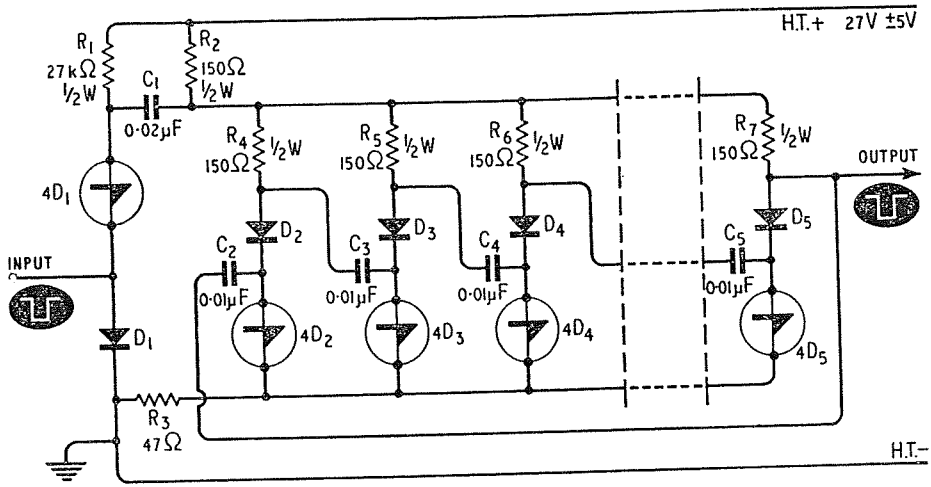 H.T.+ 27V ±5V
R1
27kΩ
1/2W
R2
150Ω
1/2W
C1
0·02µF
4D1
R4
150Ω
1/2W
R5
150Ω
1/2W
R6
150Ω
1/2W
R7
150Ω
1/2W
OUTPUT
INPUT
D1
C2
0·01µF
D2
4D2
C3
0·01µF
D3
4D3
C4
0·01µF
D4
4D4
C5
0·01µF
D5
4D5
R3
47Ω
H.T.-